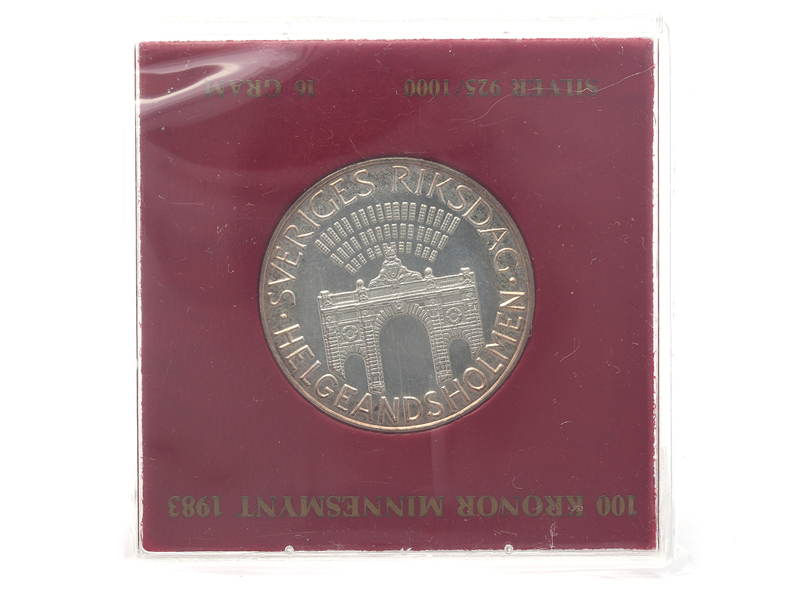 SILVER 925/1000 16 GRAM
SVERIGES RIKSDAG
· HELGEANDSHOLMEN ·
100 KRONOR MINNESMYNT 1983